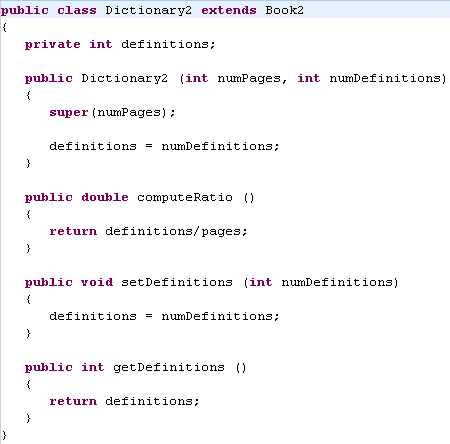 public class Dictionary2 extends Book2
{
   private int definitions;

   public Dictionary2 (int numPages, int numDefinitions)
   {
      super(numPages);

      definitions = numDefinitions;
   }

   public double computeRatio ()
   {
      return definitions/pages;
   }

   public void setDefinitions (int numDefinitions)
   {
      definitions = numDefinitions;
   }

   public int getDefinitions ()
   {
      return definitions;
   }
}